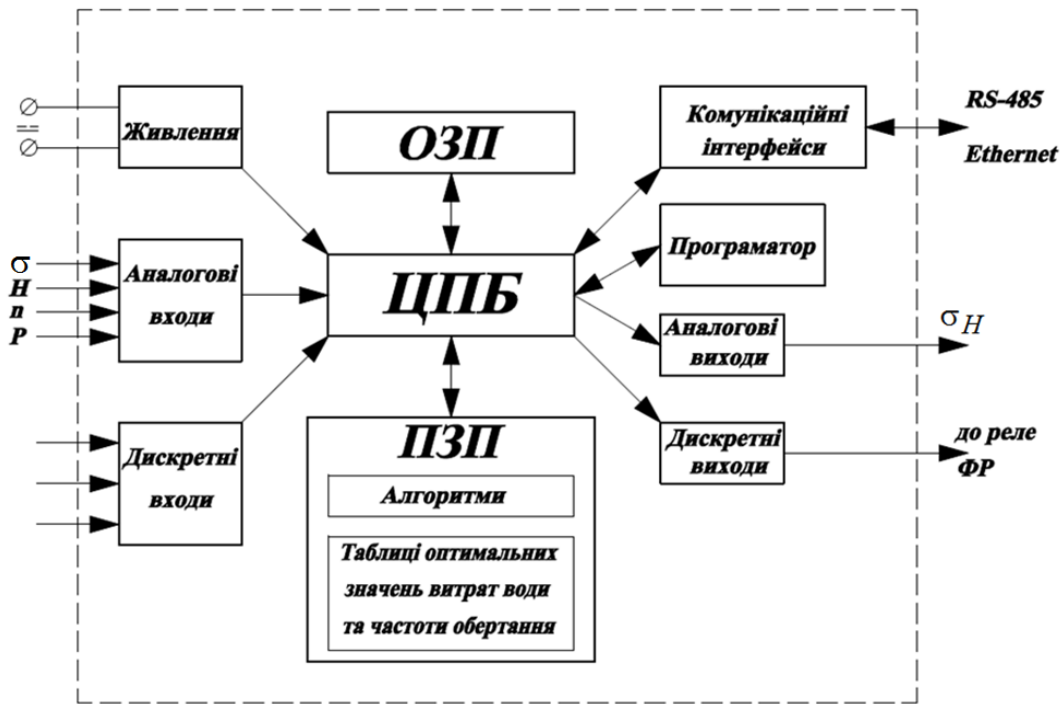 Живлення
ОЗП
Комунікаційні
інтерфейси
RS-485
Ethernet
σ
H
n
P
Аналогові
входи
ЦПБ
Програматор
Аналогові
виходи
σH
Дискретні
входи
ПЗП
Алгоритми
Таблиці оптимальних
значень витрат води
та частоти обертання
Дискретні
виходи
до реле
ФР